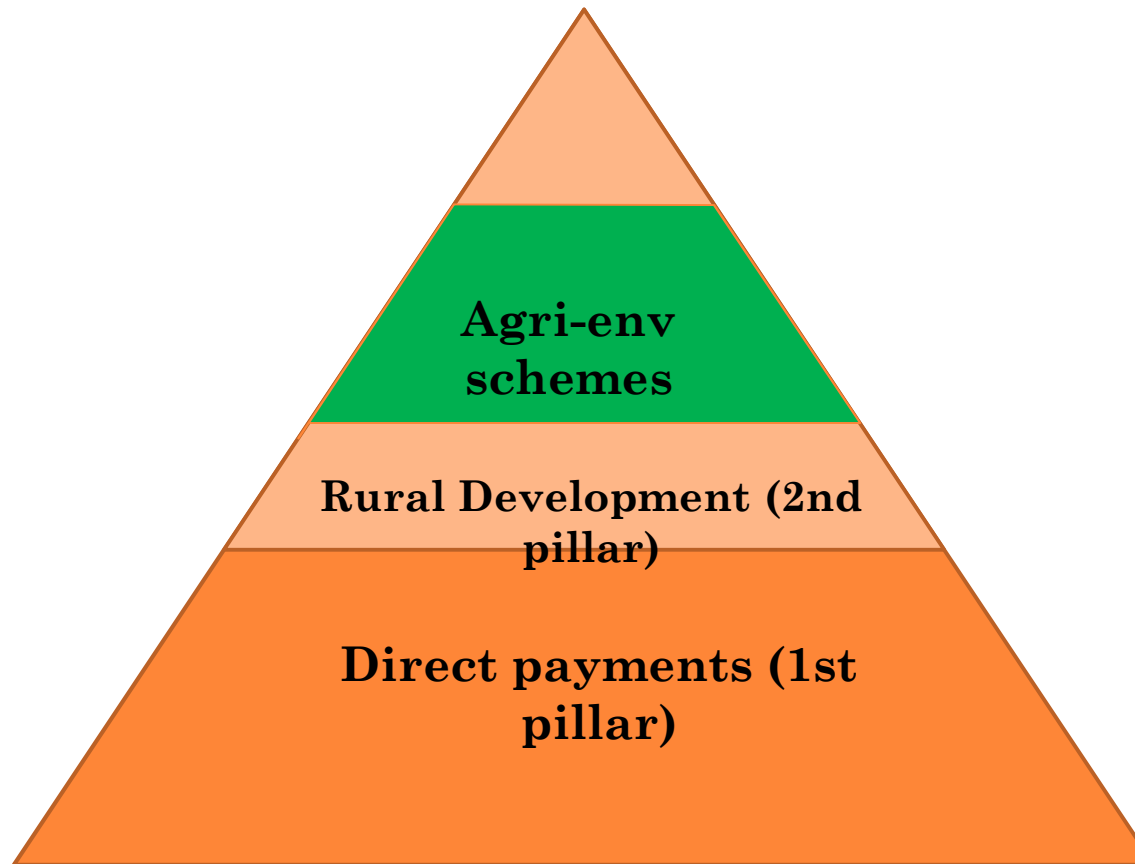 Agri-env
schemes
Rural Development (2nd
pillar)
Direct payments (1st
pillar)